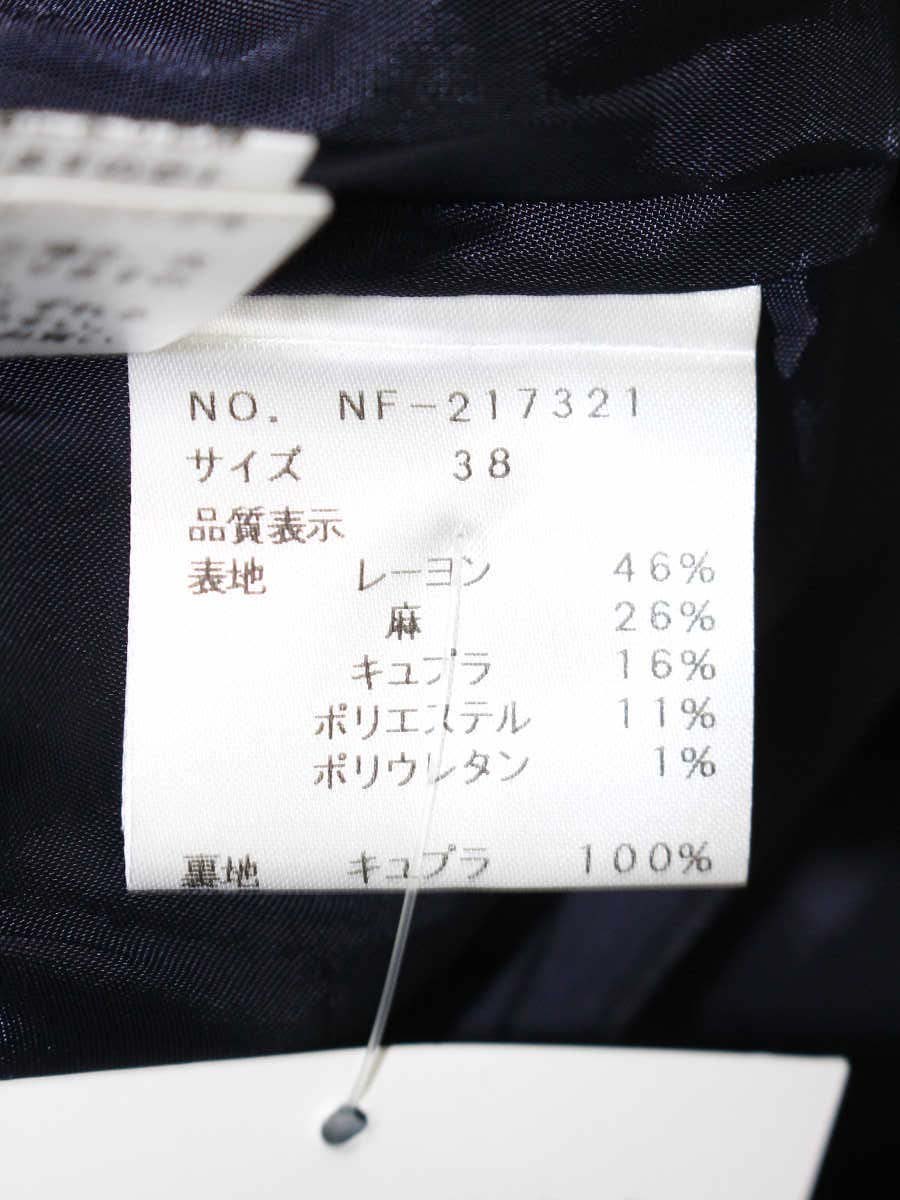 NO. NF-217321
サイズ 38
品質表示
表地 レーヨン 46%
麻 26%
キュプラ 16%
ポリエステル 11%
ポリウレタン 1%
裏地 キュプラ 100%